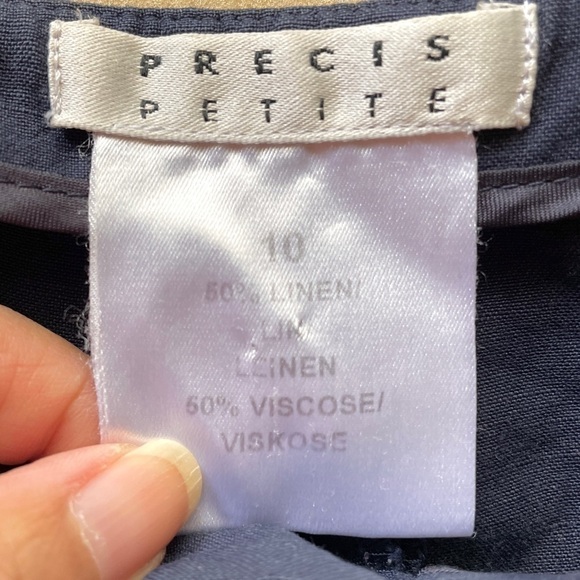 PRECIS
PETITE
10
50% LINEN/
LIN/
LEINEN
50% VISCOSE/
VISKOSE